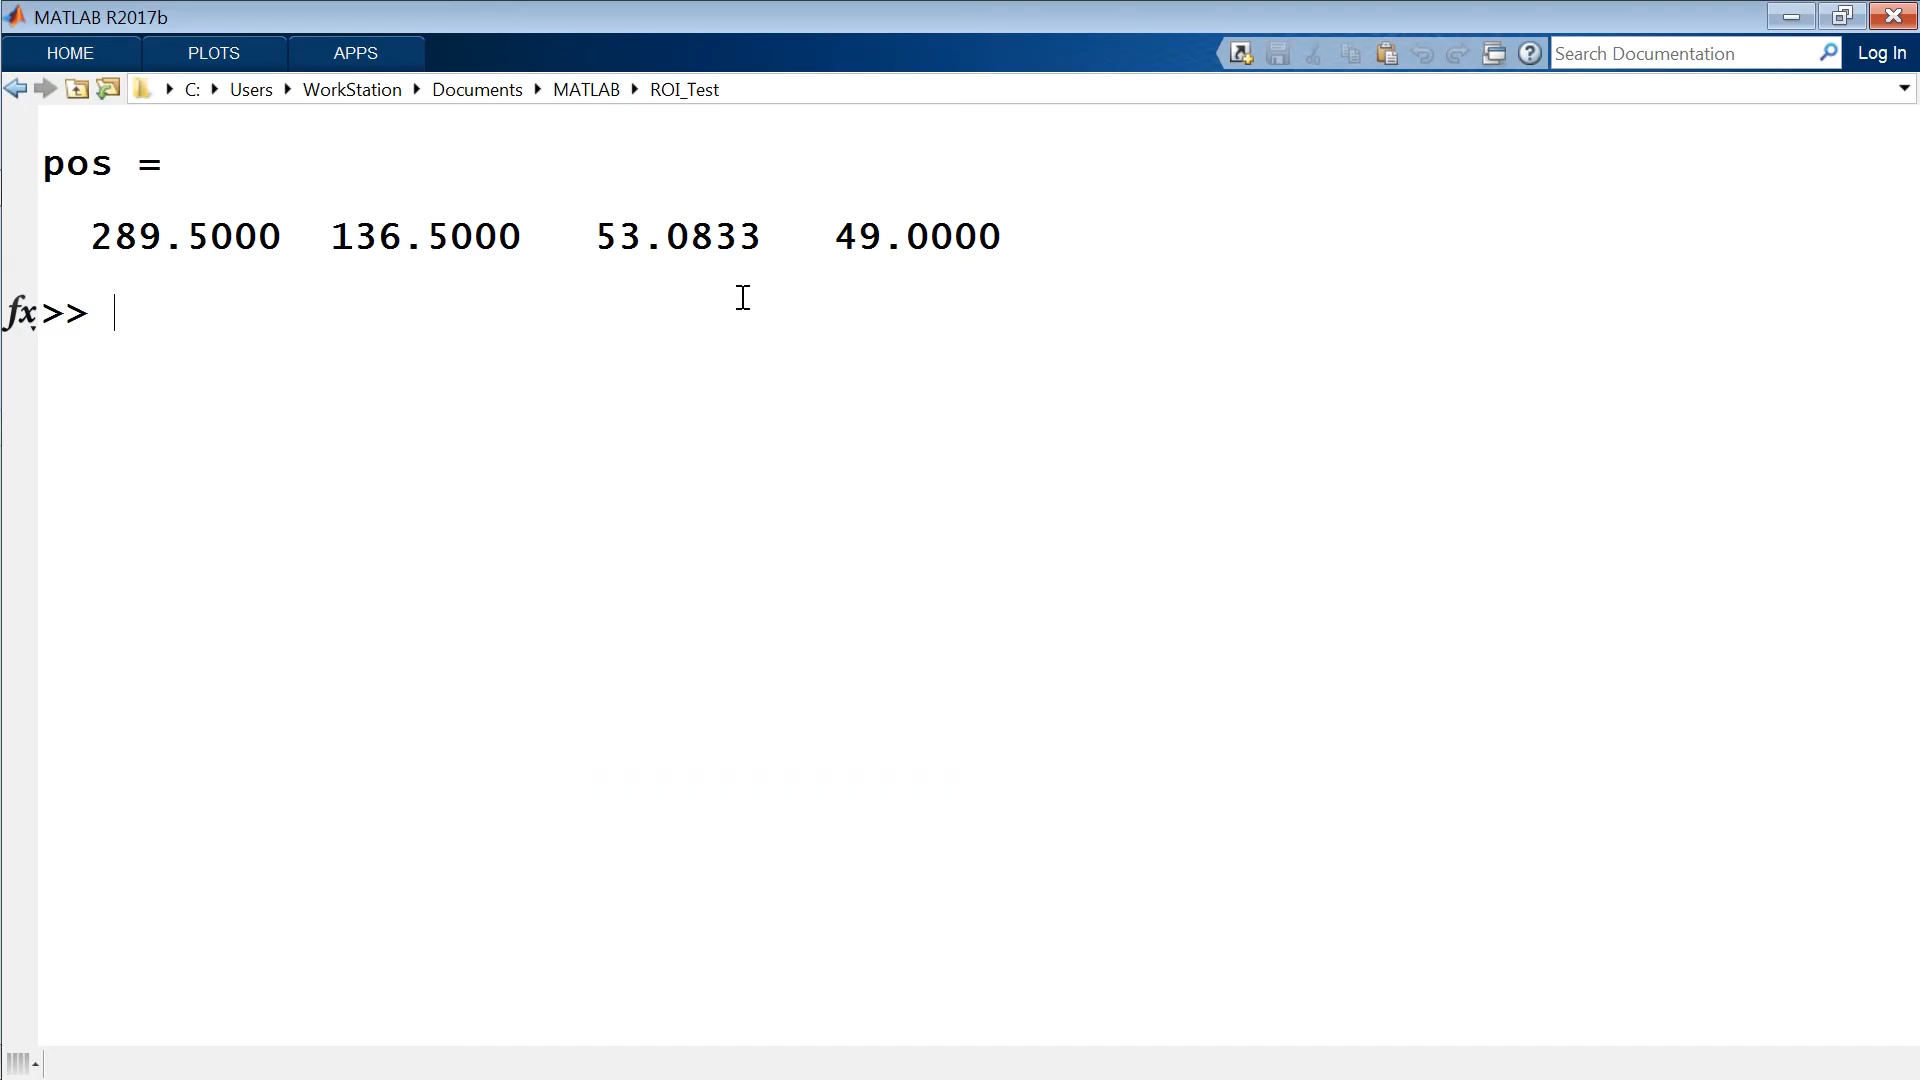 MATLAB R2017b
HOME PLOTS APPS Search Documentation Log In
C: Users WorkStation Documents MATLAB ROI_Test
pos =
289.5000 136.5000 53.0833 49.0000
fx >>